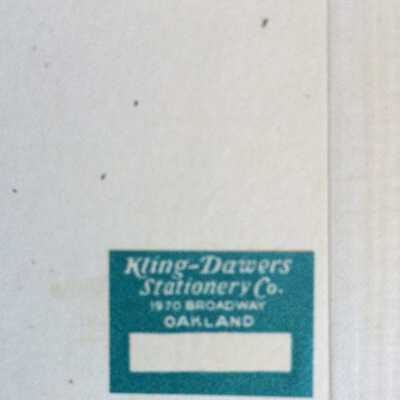 Kling-Dawers
Stationery Co.
1970 BROADWAY
OAKLAND